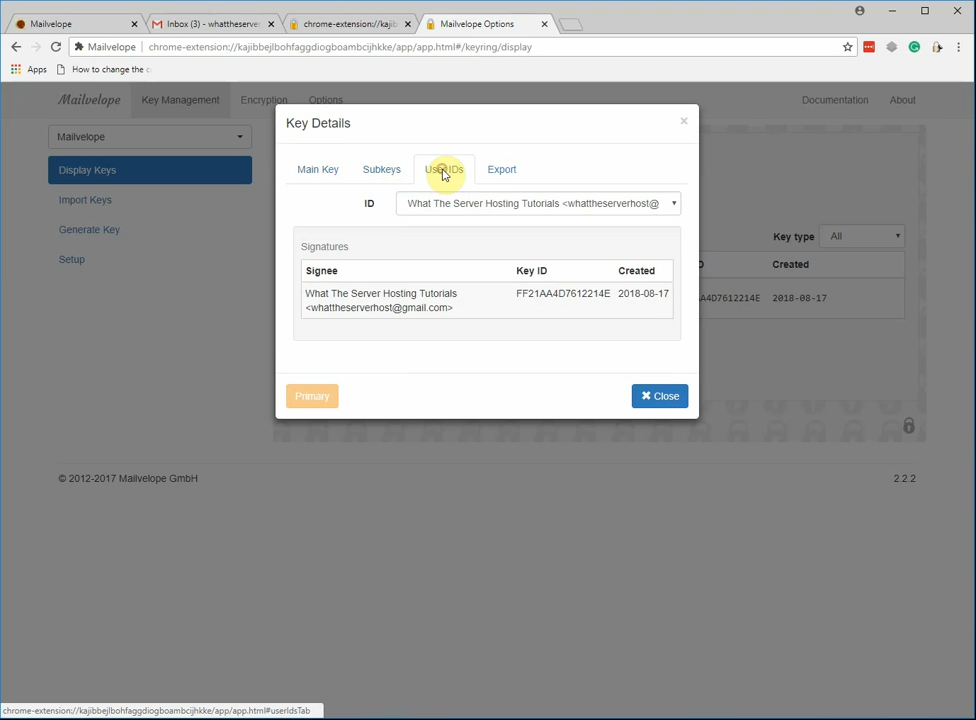 Mailvelope
Inbox (3) - whattheserver
chrome-extension://kajib
Mailvelope Options
Mailvelope
chrome-extension://kajibbejlbohfaggdiogboambcijhkke/app/app.html#/keyring/display
Apps
How to change the c
Mailvelope
Key Management
Encryption
Options
Documentation
About
Mailvelope
Display Keys
Import Keys
Generate Key
Setup
Key Details
×
Main Key
Subkeys
User IDs
Export
ID
What The Server Hosting Tutorials <whattheserverhost@
Signatures
Signee Key ID Created
What The Server Hosting Tutorials FF21AA4D7612214E 2018-08-17
<whattheserverhost@gmail.com>
Primary
Close
Key type
All
D Created
A4D7612214E 2018-08-17
© 2012-2017 Mailvelope GmbH
2.2.2
chrome-extension://kajibbejlbohfaggdiogboambcijhkke/app/app.html#userIdsTab